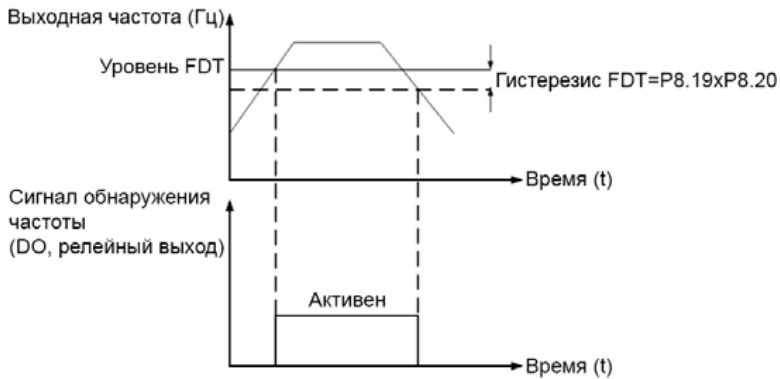 Выходная частота (Гц)
Уровень FDT
Гистерезис FDT=P8.19xP8.20
Время (t)
Сигнал обнаружения
частоты
(DO, релейный выход)
Активен
Время (t)